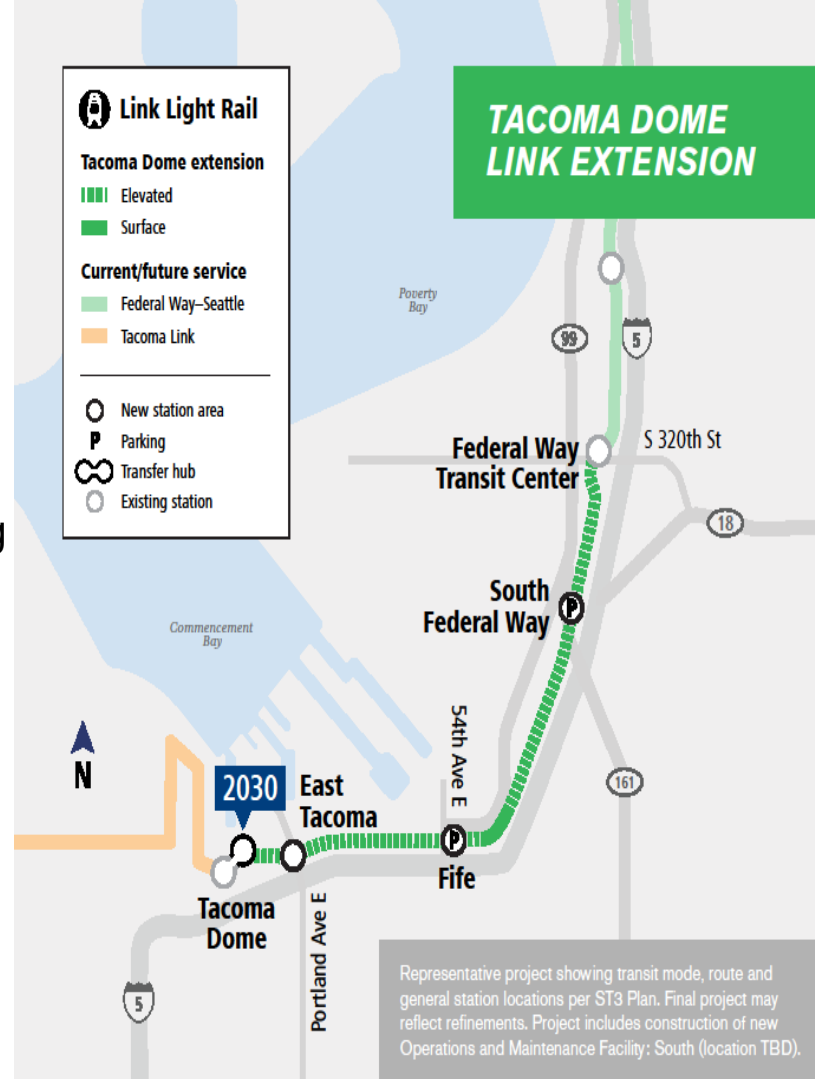 Link Light Rail
Tacoma Dome extension
Elevated
Surface
Current/future service
Federal Way–Seattle
Tacoma Link
New station area
P Parking
Transfer hub
Existing station
TACOMA DOME
LINK EXTENSION
Poverty
Bay
99
5
Federal Way
Transit Center
S 320th St
18
South
Federal Way
P
Commencement
Bay
54th Ave E
161
N
2030
East
Tacoma
P
Fife
Tacoma
Dome
Portland Ave E
5
g
Representative project showing transit mode, route and
general station locations per ST3 Plan. Final project may
reflect refinements. Project includes construction of new
Operations and Maintenance Facility: South (location TBD).